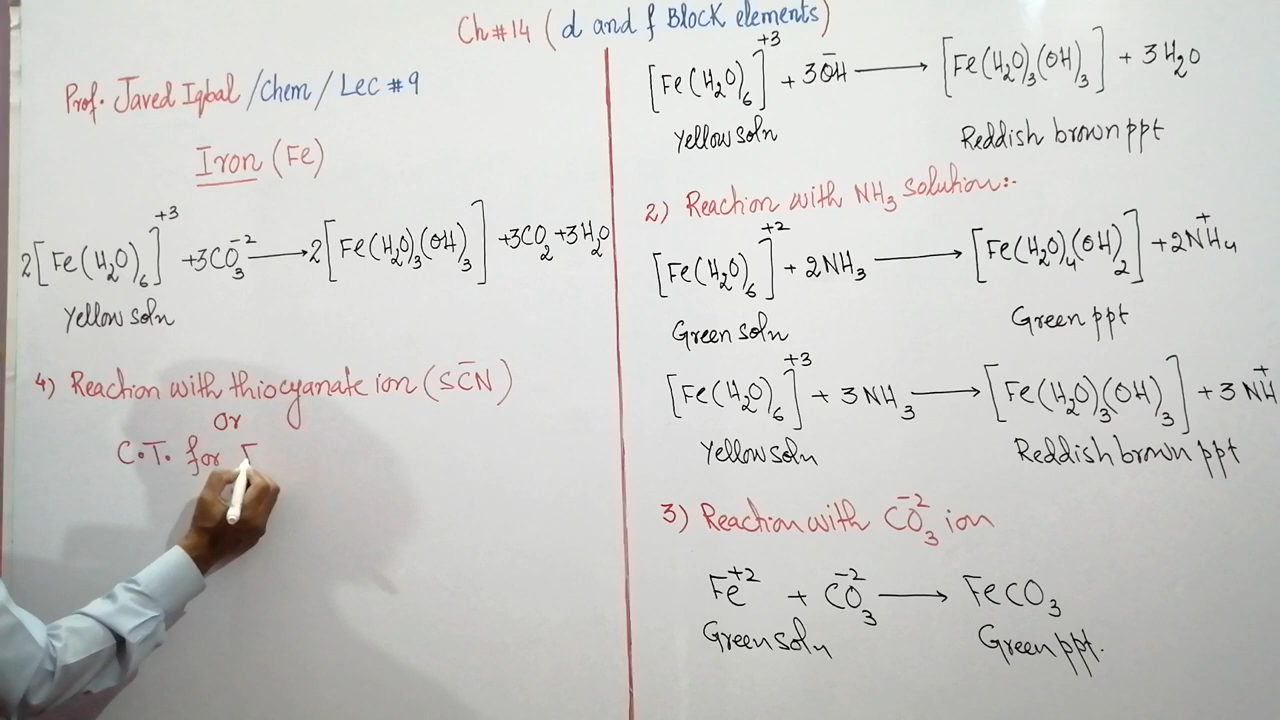 Ch#14 (d and f Block elements)
Prof. Javed Iqbal /Chem/ Lec #9
Iron (Fe)
2[Fe(H₂O)₆]⁺³ +3CO₃⁻² ⟶ 2[Fe(H₂O)₃(OH)₃] +3CO₂+3H₂O
Yellow soln
4) Reaction with thiocyanate ion (SC̄N)
Or
C.T. for
[Fe(H₂O)₆]⁺³ + 3ŌH ⟶ [Fe(H₂O)₃(OH)₃] + 3H₂O
Yellow soln Reddish brown ppt
2) Reaction with NH₃ solution:-
[Fe(H₂O)₆]⁺² + 2NH₃ ⟶ [Fe(H₂O)₄(OH)₂] +2NH₄⁺
Green soln Green ppt
[Fe(H₂O)₆]⁺³ + 3NH₃ ⟶ [Fe(H₂O)₃(OH)₃] + 3NH⁺
Yellow soln Reddish brown ppt
3) Reaction with CO₃⁻² ion
Fe⁺² + CO₃⁻² ⟶ FeCO₃
Green soln Green ppt.